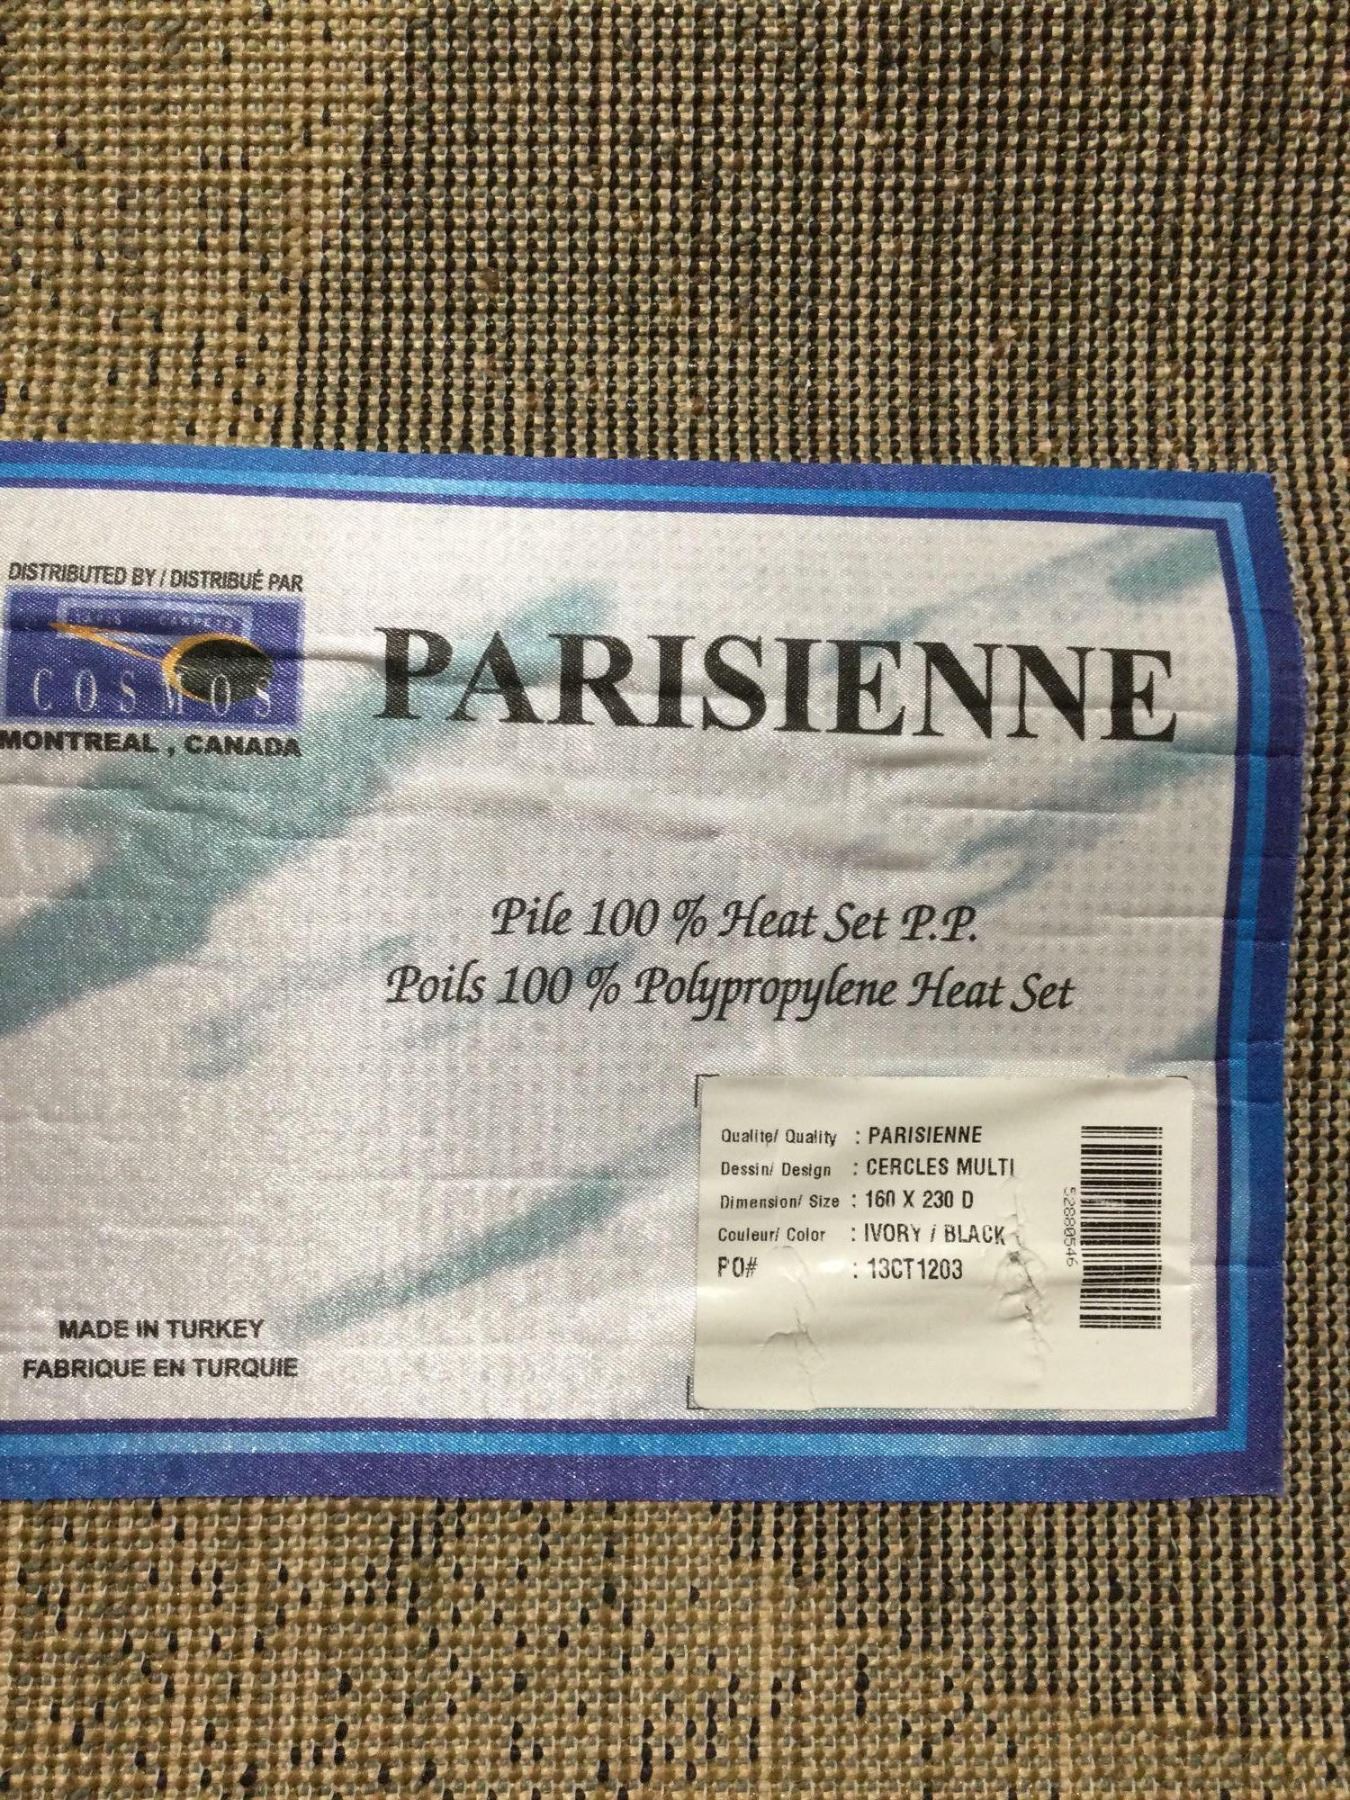 DISTRIBUTED BY / DISTRIBUÉ PAR
COSMOS
MONTREAL , CANADA
PARISIENNE
Pile 100 % Heat Set P.P.
Poils 100 % Polypropylene Heat Set
Qualite/ Quality : PARISIENNE
Dessin/ Design : CERCLES MULTI
Dimension/ Size : 160 X 230 D
Couleur/ Color : IVORY / BLACK
PO# : 13CT1203
52880546
MADE IN TURKEY
FABRIQUE EN TURQUIE